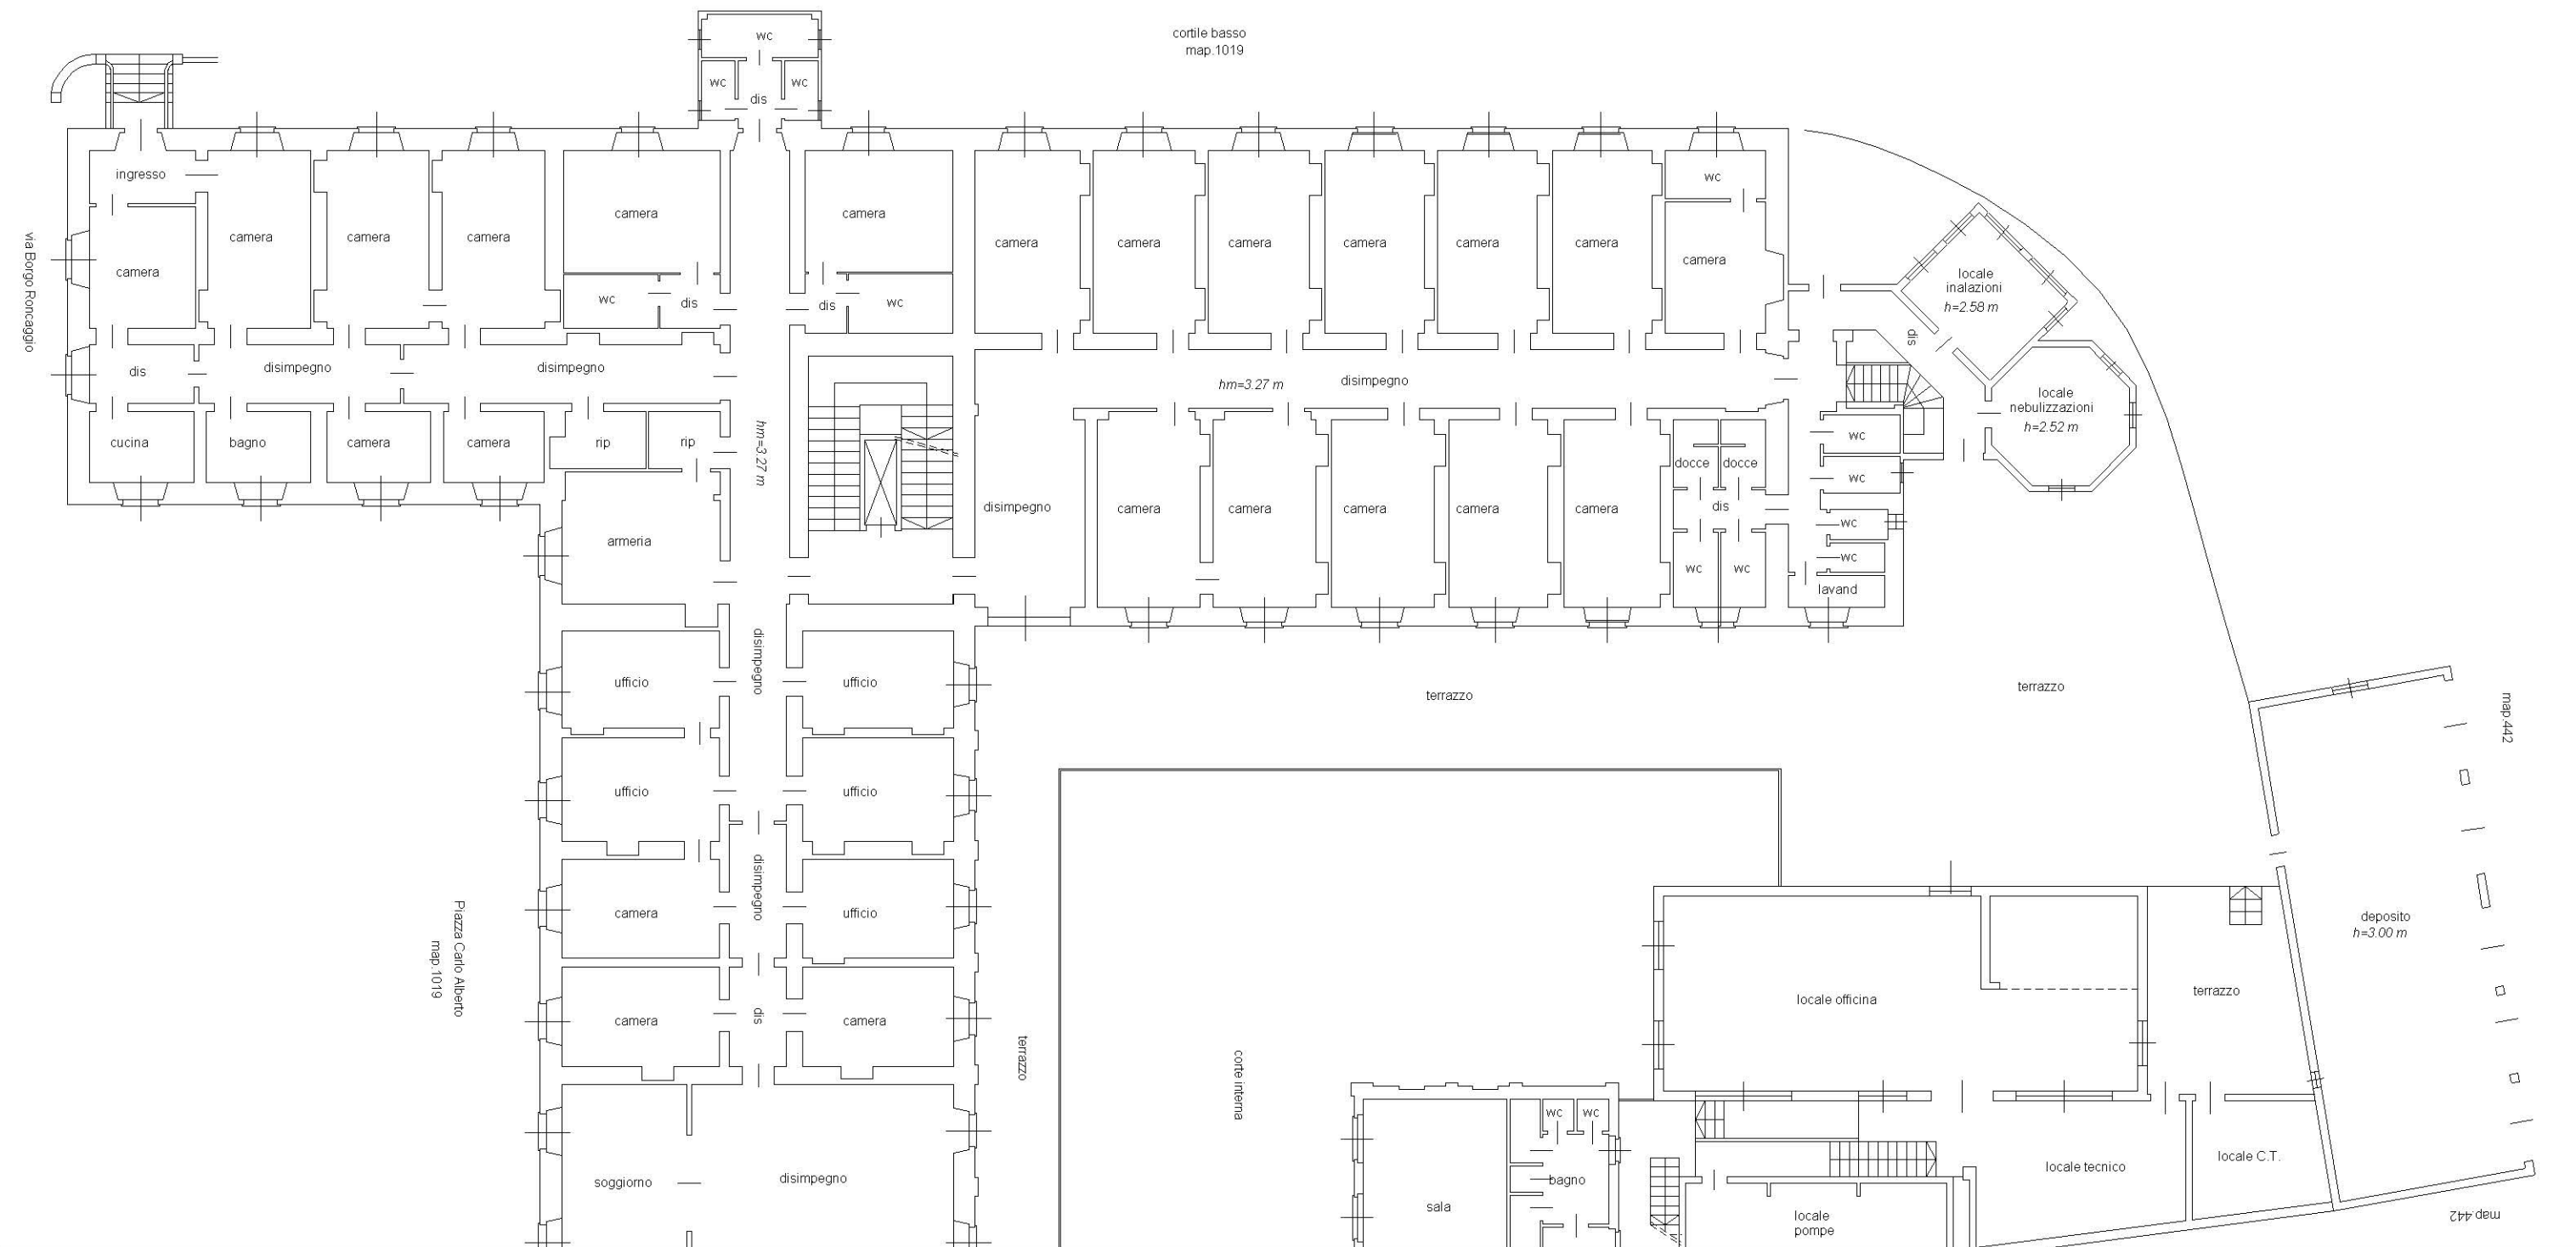 cortile basso
map.1019
wc
wc
wc
dis
ingresso
wc
camera
camera
camera
camera
camera
camera
camera
camera
camera
camera
camera
camera
camera
camera
via Borgo Roncaggio
locale
inalazioni
h=2.58 m
wc
dis
dis
wc
dis
dis
disimpegno
disimpegno
hm=3.27 m
disimpegno
locale
nebulizzazioni
h=2.52 m
cucina
bagno
camera
camera
rip
rip
hm=3.27 m
wc
docce
docce
wc
disimpegno
camera
camera
camera
camera
camera
dis
wc
armeria
wc
wc
wc
lavand
disimpegno
ufficio
ufficio
terrazzo
terrazzo
map.442
ufficio
ufficio
disimpegno
camera
ufficio
deposito
h=3.00 m
Piazza Carlo Alberto
map.1019
locale officina
terrazzo
camera
dis
camera
terrazzo
corte interna
wc
wc
locale C.T.
locale tecnico
soggiorno
disimpegno
bagno
sala
locale
pompe
map.442